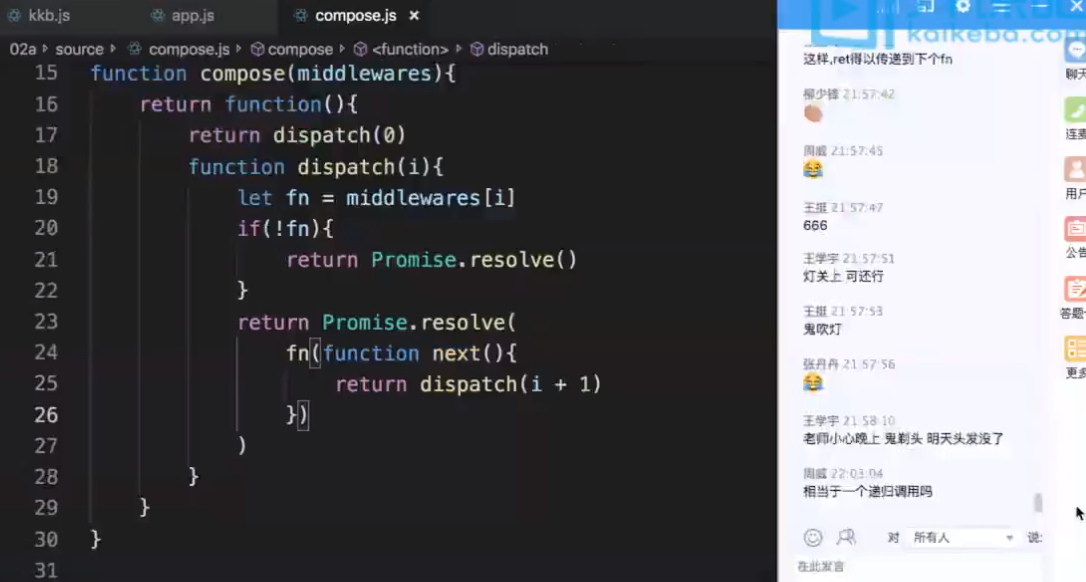 kkb.js app.js compose.js ×
02a › source › compose.js › compose › <function> › dispatch
15 function compose(middlewares){
16 return function(){
17 return dispatch(0)
18 function dispatch(i){
19 let fn = middlewares[i]
20 if(!fn){
21 return Promise.resolve()
22 }
23 return Promise.resolve(
24 fn(function next(){
25 return dispatch(i + 1)
26 })
27 )
28 }
29 }
30 }
31
kaikeba.com
这样,ret得以传递到下个fn
柳少锋 21:57:42
周威 21:57:45
王挺 21:57:47
666
王学宇 21:57:51
灯关上 可还行
王挺 21:57:53
鬼吹灯
张丹丹 21:57:56
王学宇 21:58:10
老师小心晚上 鬼剃头 明天头发没了
周威 22:03:04
相当于一个递归调用吗
对 所有人 说:
在此发言
聊天
连麦
用户
公告
答题
更多